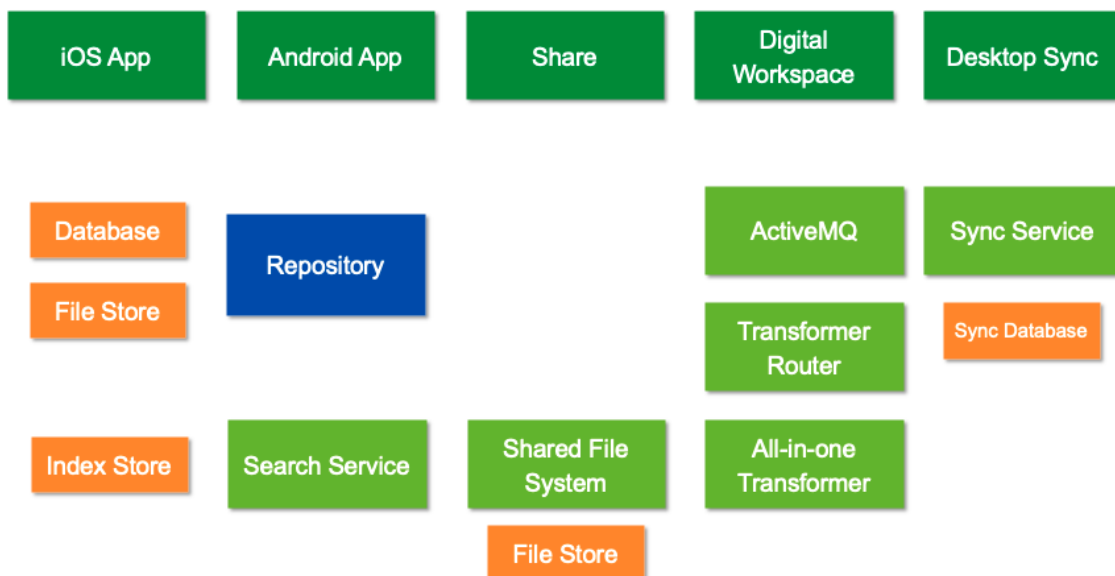 iOS App
Android App
Share
Digital
Workspace
Desktop Sync
Database
Repository
ActiveMQ
Sync Service
File Store
Transformer
Router
Sync Database
Index Store
Search Service
Shared File
System
All-in-one
Transformer
File Store